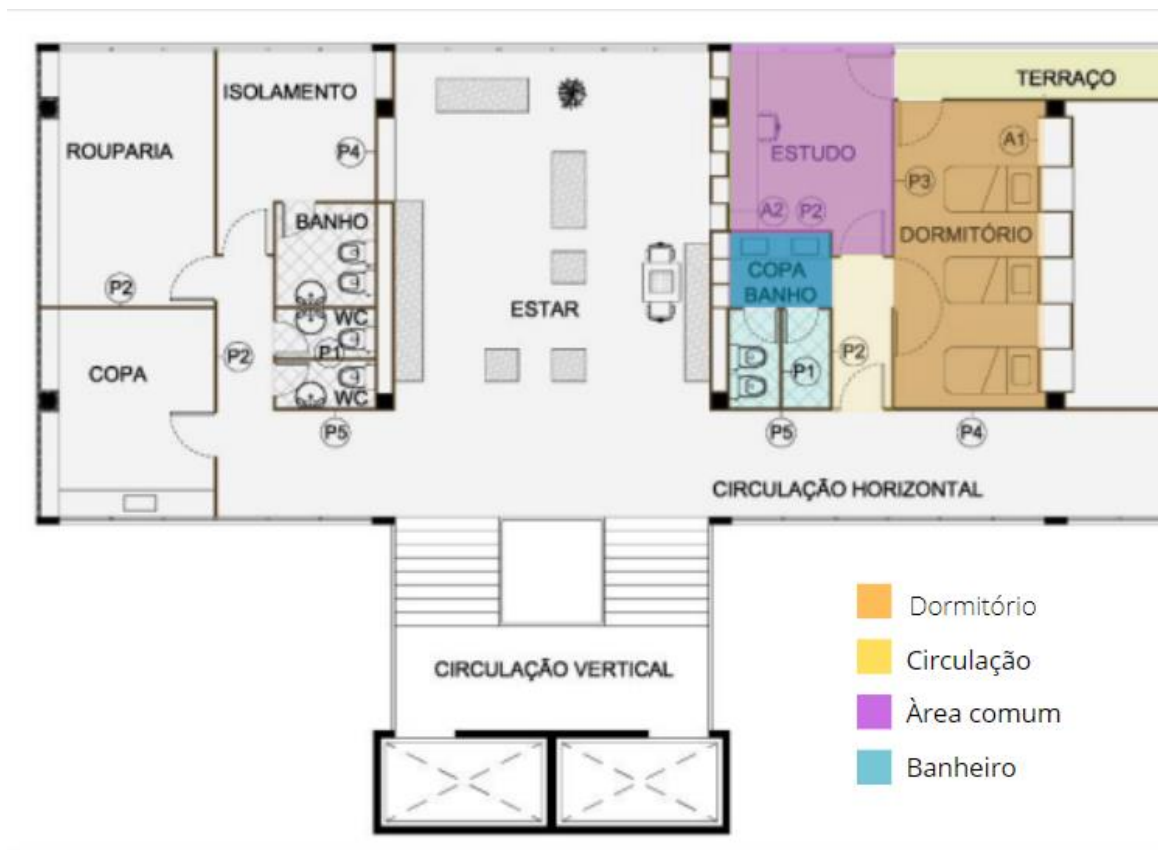 ISOLAMENTO
TERRAÇO
ROUPARIA
P4
ESTUDO
A1
P3
BANHO
A2
P2
DORMITÓRIO
COPA
BANHO
P2
ESTAR
WC
P1
P2
COPA
WC
P5
P2
P1
P5
P4
CIRCULAÇÃO HORIZONTAL
CIRCULAÇÃO VERTICAL
Dormitório
Circulação
Àrea comum
Banheiro